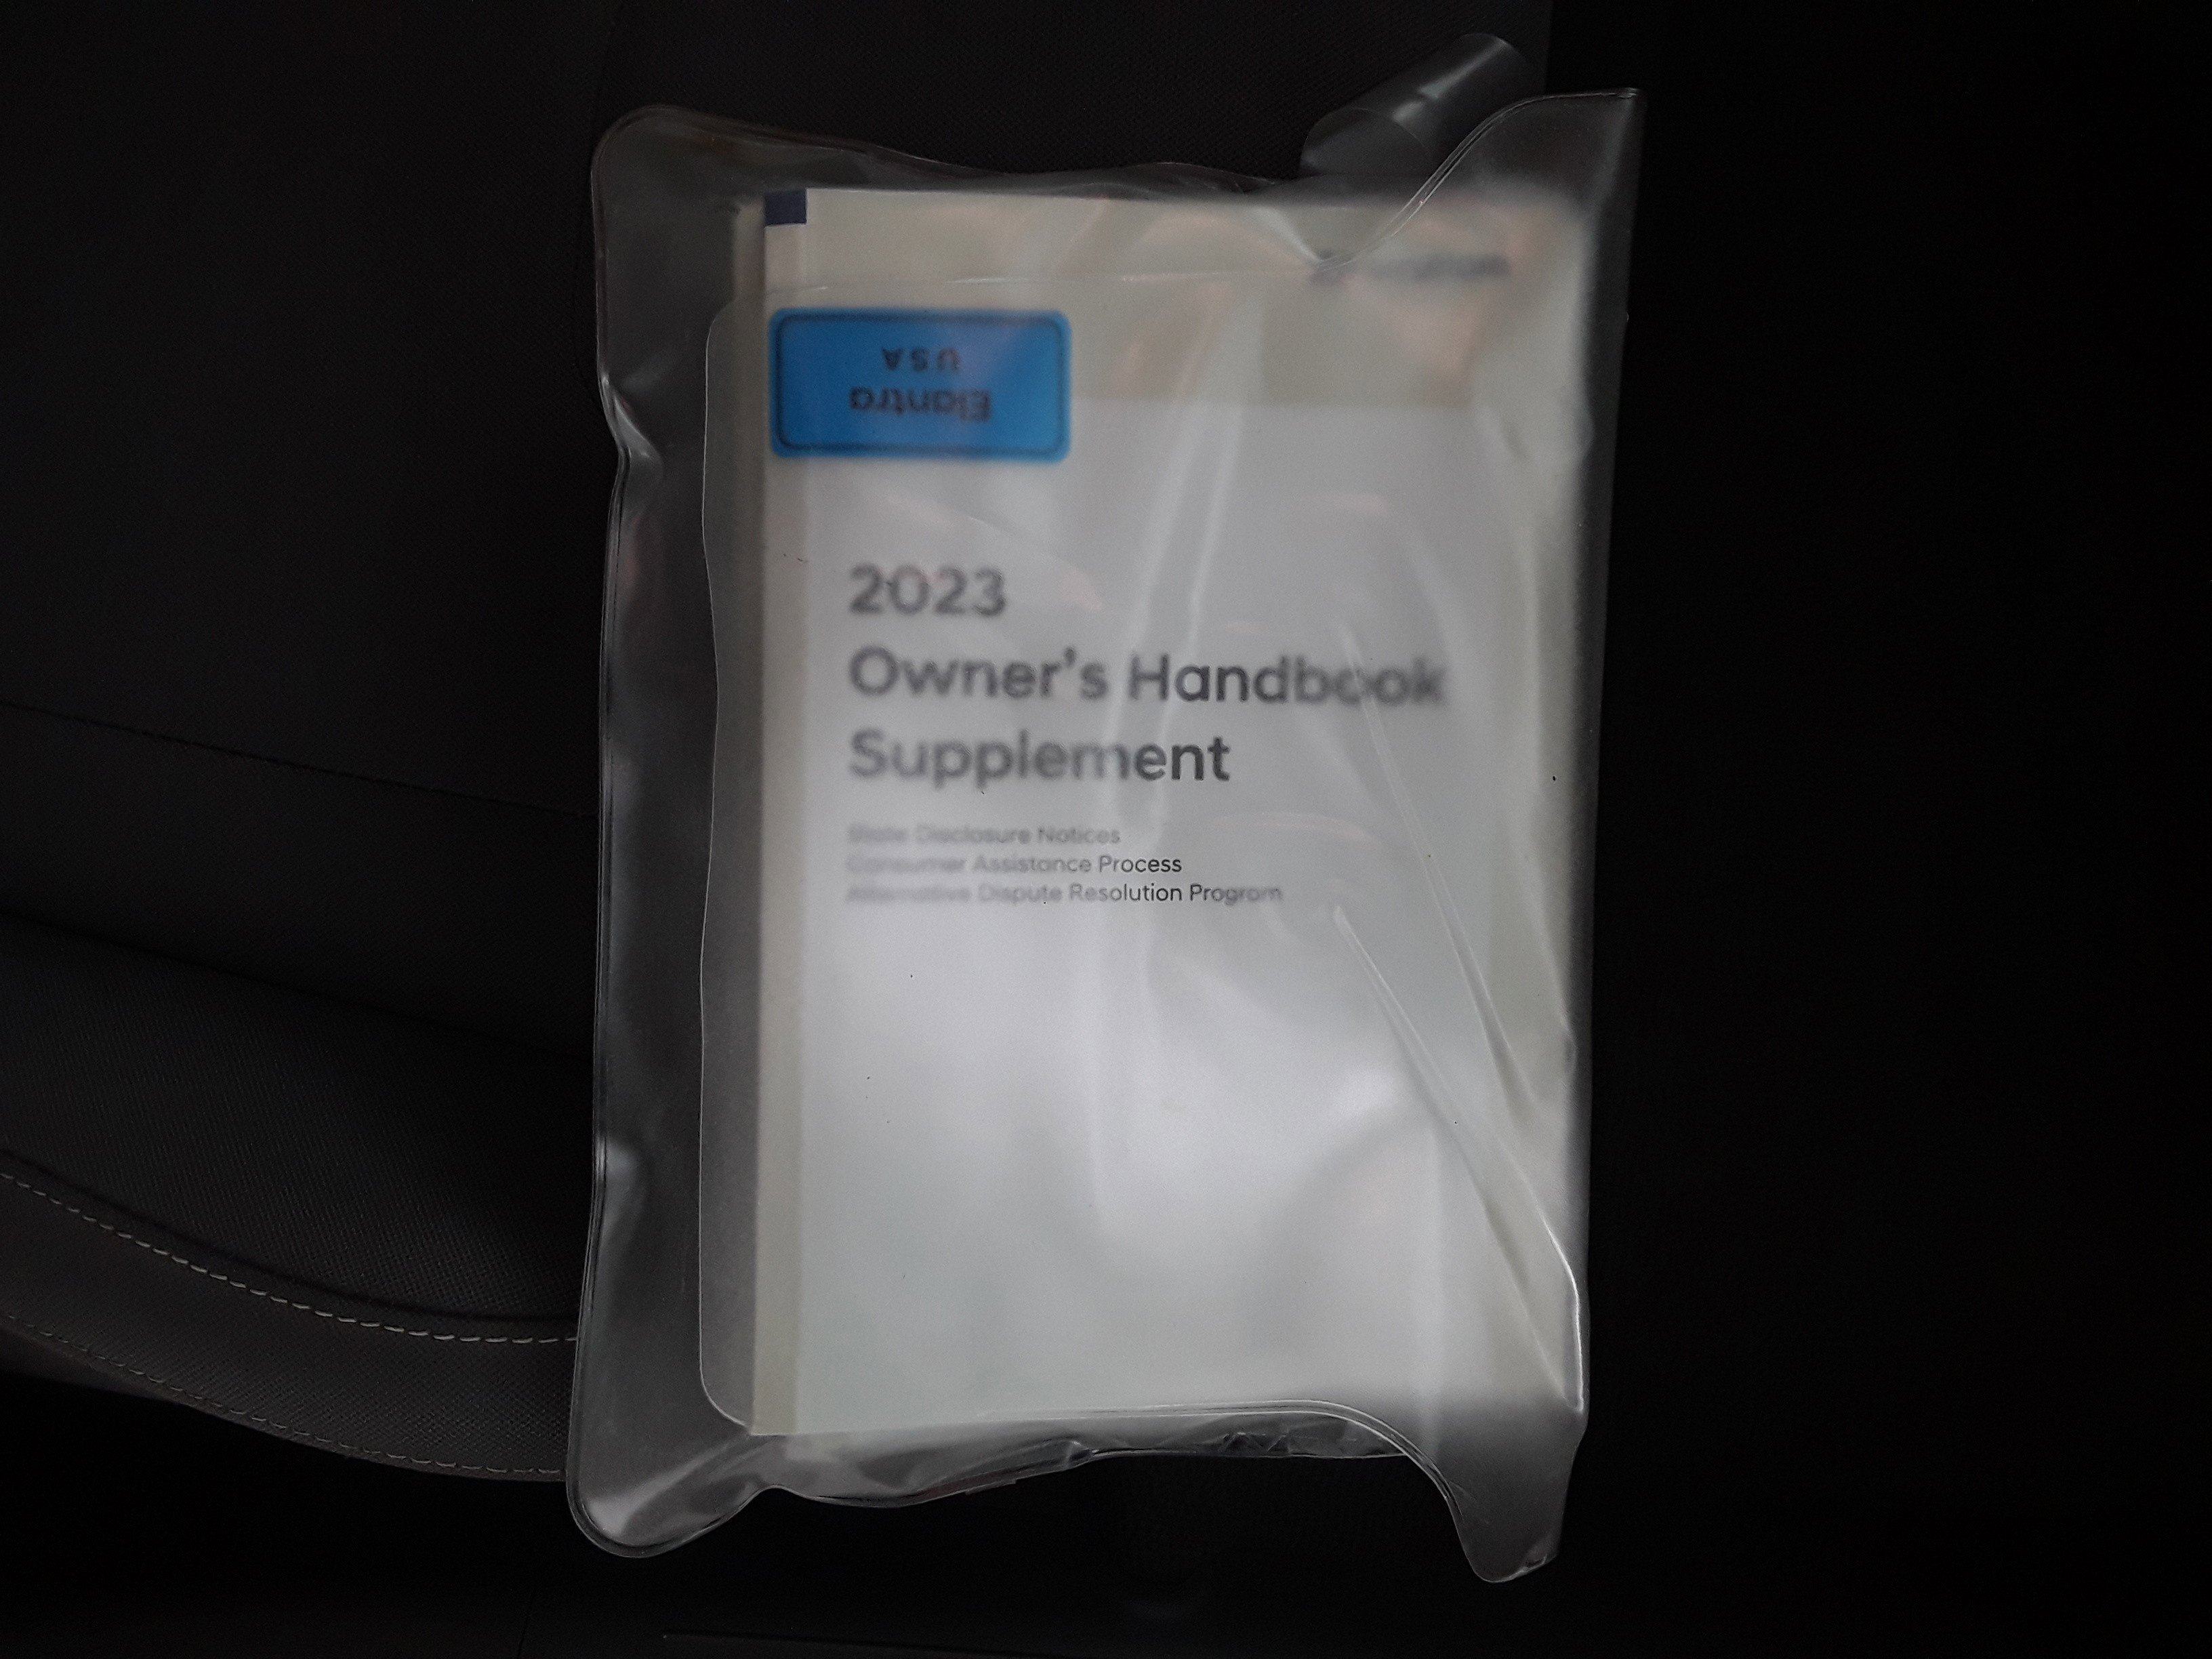 Elantra
USA
2023
Owner's Handbook
Supplement
State Disclosure Notices
Consumer Assistance Process
Alternative Dispute Resolution Program